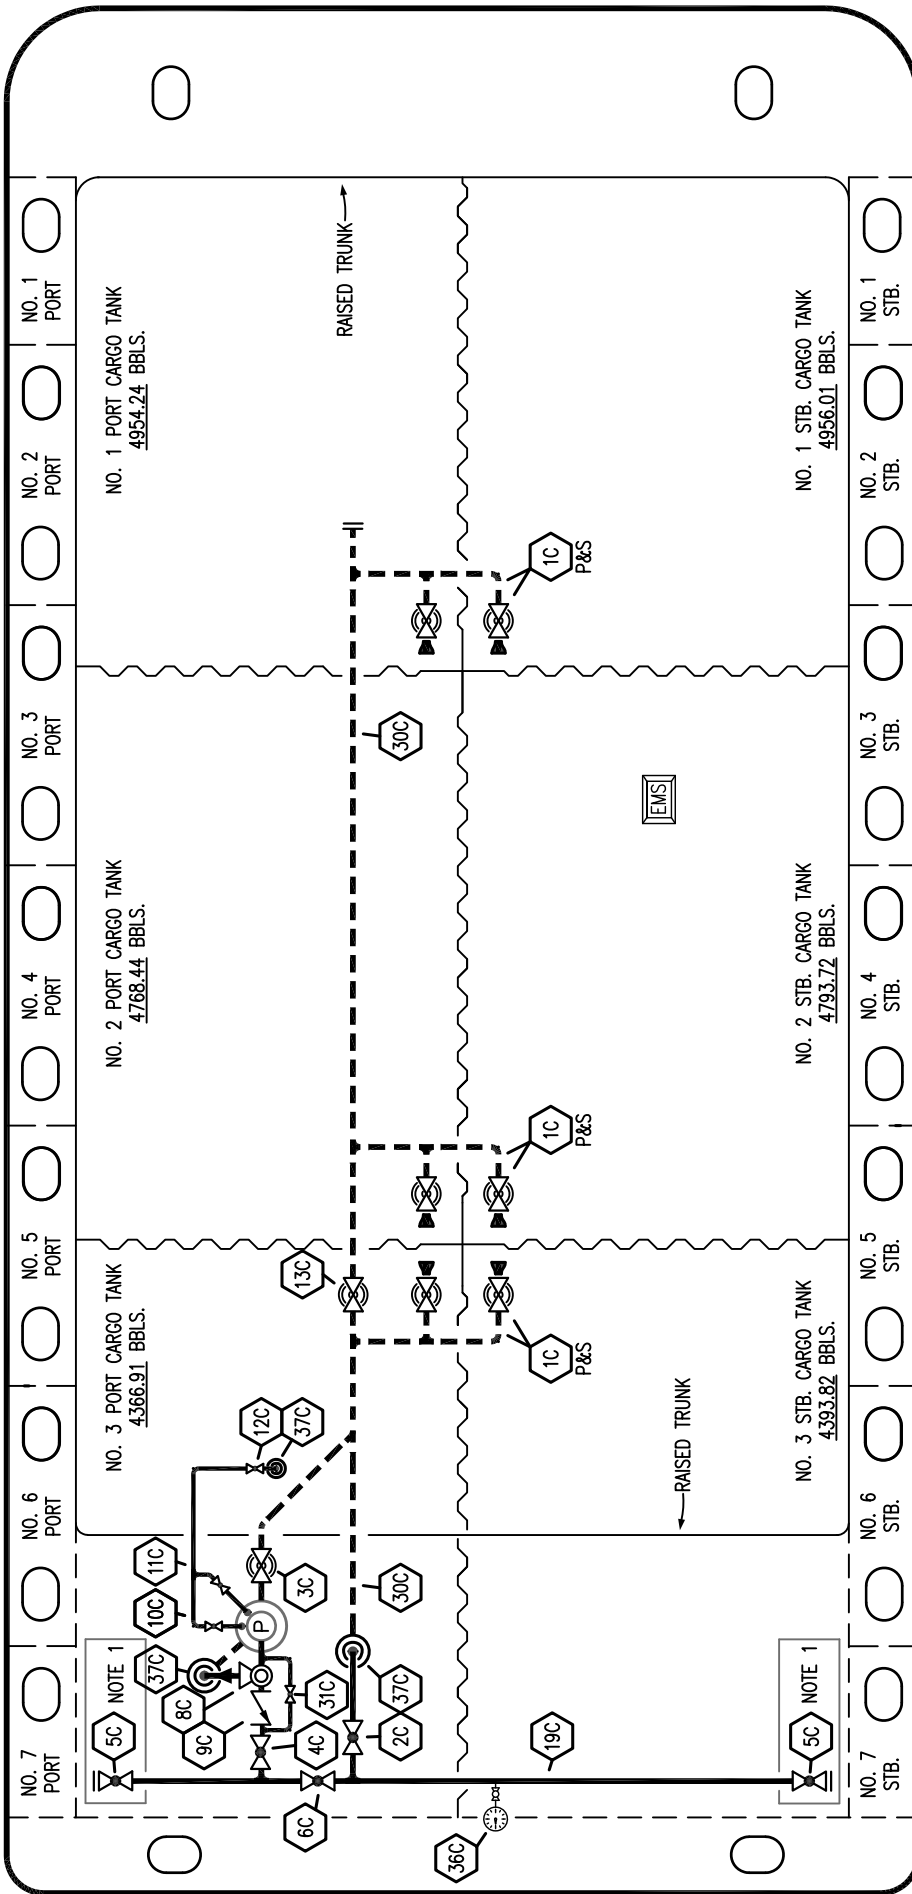 NO. 1
PORT
NO. 2
PORT
NO. 3
PORT
NO. 4
PORT
NO. 5
PORT
NO. 6
PORT
NO. 7
PORT
NO. 1 PORT CARGO TANK
4954.24 BBLS.
RAISED TRUNK
NO. 1 STB. CARGO TANK
4956.01 BBLS.
1C
P&S
30C
NO. 2 PORT CARGO TANK
4768.44 BBLS.
EMS
NO. 2 STB. CARGO TANK
4793.72 BBLS.
1C
P&S
13C
NO. 3 PORT CARGO TANK
4366.91 BBLS.
1C
P&S
12C
37C
RAISED TRUNK
NO. 3 STB. CARGO TANK
4393.82 BBLS.
11C
10C
3C
30C
P
NOTE 1
37C
8C
9C
31C
37C
5C
4C
2C
19C
NOTE 1
5C
6C
36C
NO. 1
STB.
NO. 2
STB.
NO. 3
STB.
NO. 4
STB.
NO. 5
STB.
NO. 6
STB.
NO. 7
STB.